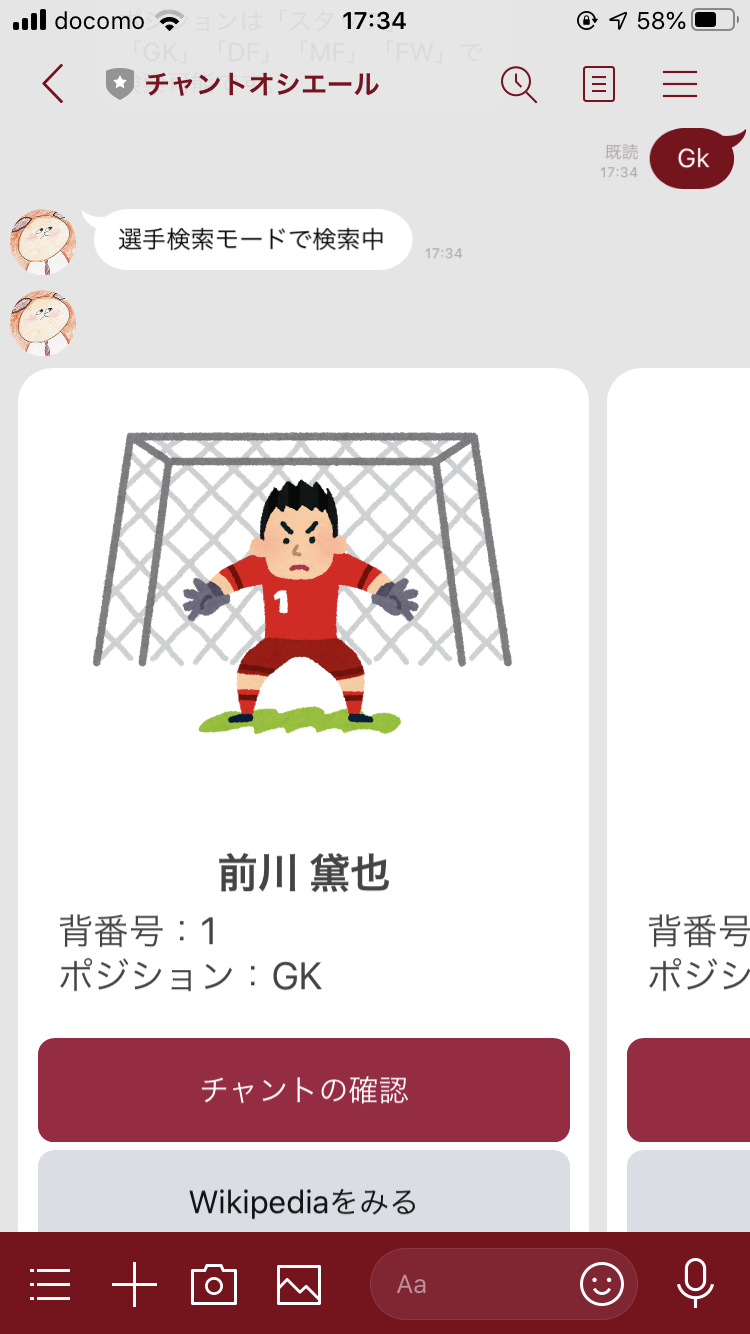 docomo 17:34 58%
ポジションは「スタ
「GK」「DF」「MF」「FW」で
チャントオシエール
既読
17:34
Gk
選手検索モードで検索中
17:34
1
前川 黛也
背番号：1
ポジション：GK
背番号
ポジシ
チャントの確認
Wikipediaをみる
Aa